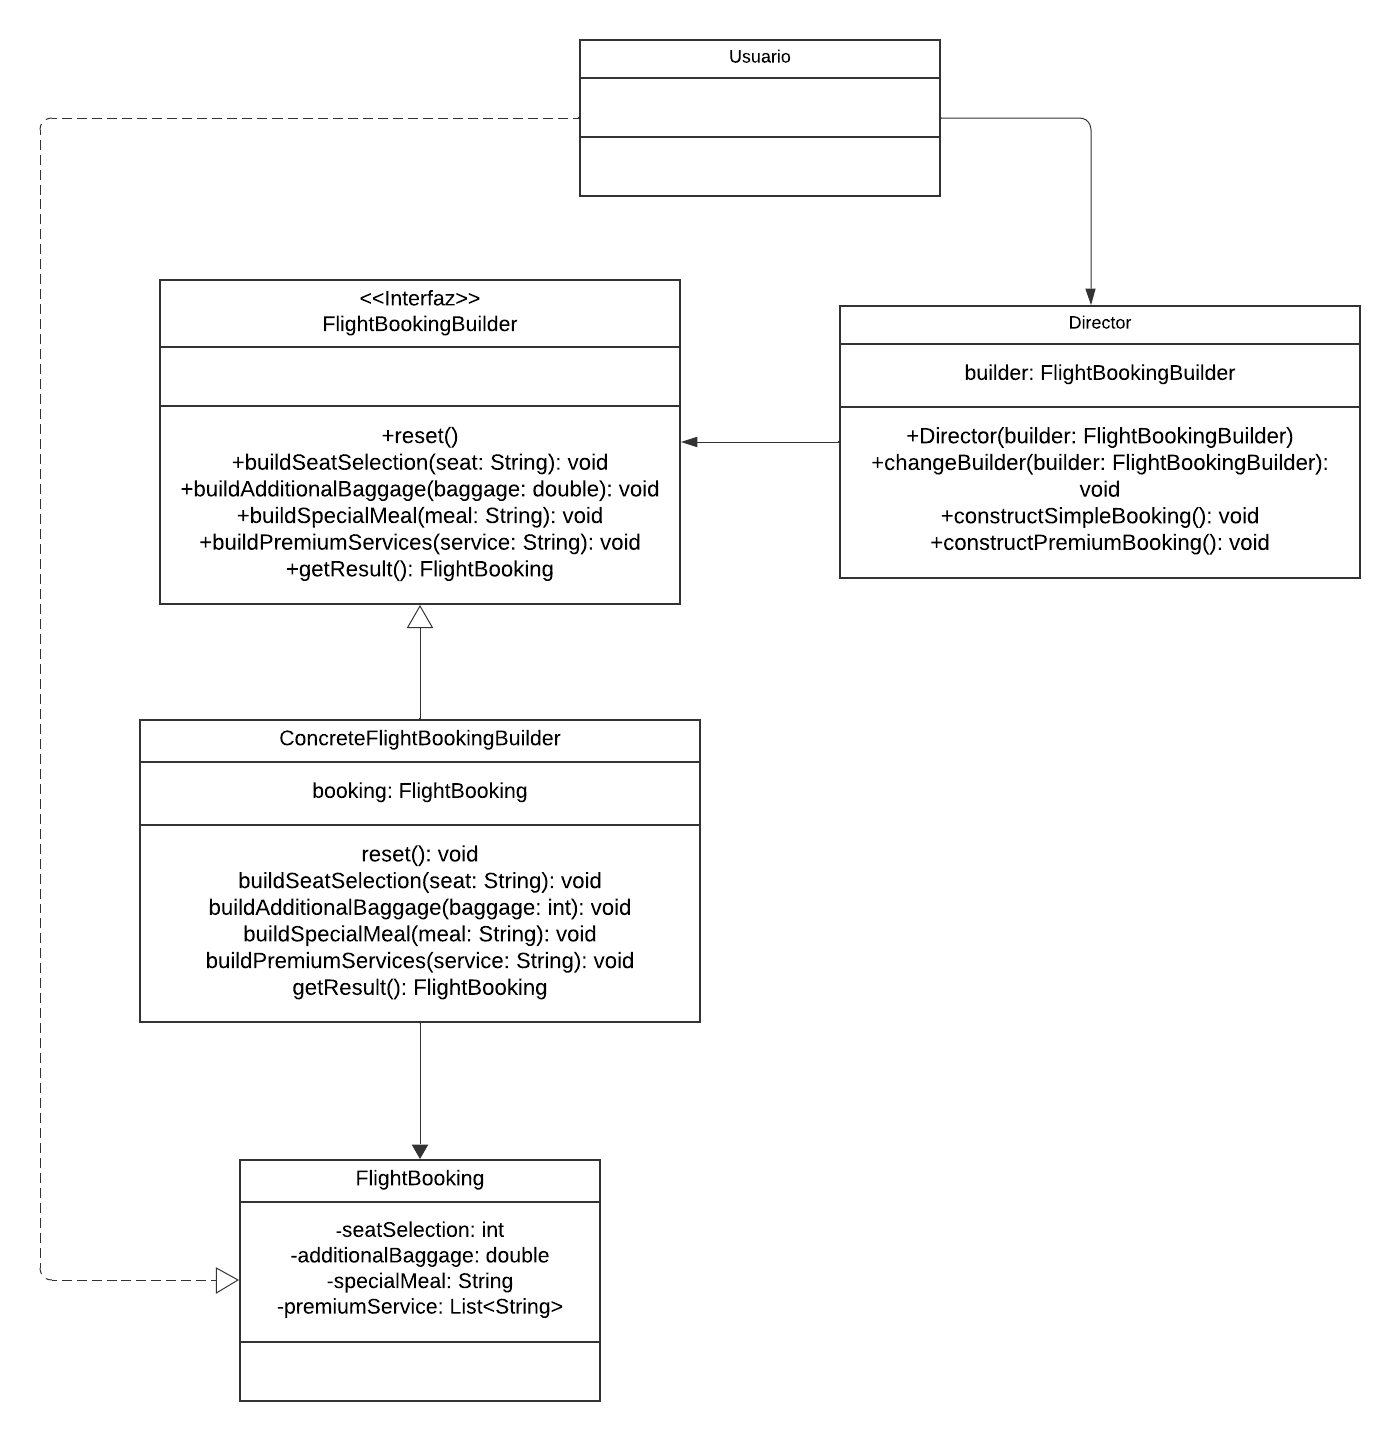 Usuario
<<Interfaz>>
FlightBookingBuilder
+reset()
+buildSeatSelection(seat: String): void
+buildAdditionalBaggage(baggage: double): void
+buildSpecialMeal(meal: String): void
+buildPremiumServices(service: String): void
+getResult(): FlightBooking
Director
builder: FlightBookingBuilder
+Director(builder: FlightBookingBuilder)
+changeBuilder(builder: FlightBookingBuilder):
void
+constructSimpleBooking(): void
+constructPremiumBooking(): void
ConcreteFlightBookingBuilder
booking: FlightBooking
reset(): void
buildSeatSelection(seat: String): void
buildAdditionalBaggage(baggage: int): void
buildSpecialMeal(meal: String): void
buildPremiumServices(service: String): void
getResult(): FlightBooking
FlightBooking
-seatSelection: int
-additionalBaggage: double
-specialMeal: String
-premiumService: List<String>